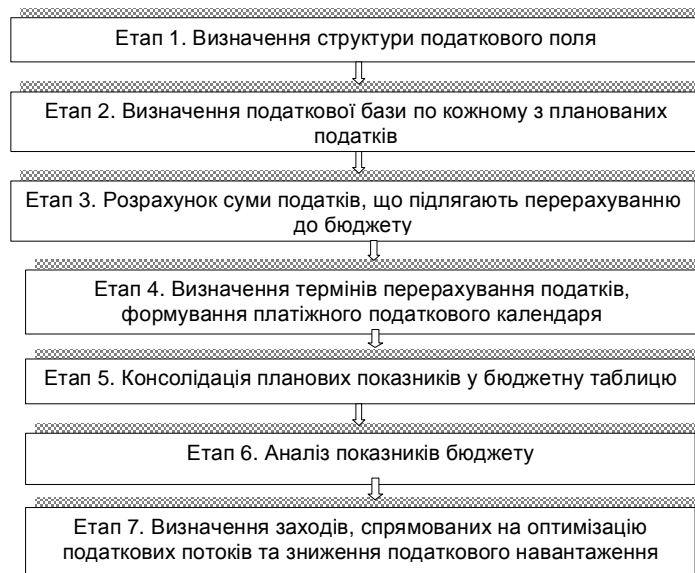 Етап 1. Визначення структури податкового поля
Етап 2. Визначення податкової бази по кожному з планованих
податків
Етап 3. Розрахунок суми податків, що підлягають перерахуванню
до бюджету
Етап 4. Визначення термінів перерахування податків,
формування платіжного податкового календаря
Етап 5. Консолідація планових показників у бюджетну таблицю
Етап 6. Аналіз показників бюджету
Етап 7. Визначення заходів, спрямованих на оптимізацію
податкових потоків та зниження податкового навантаження